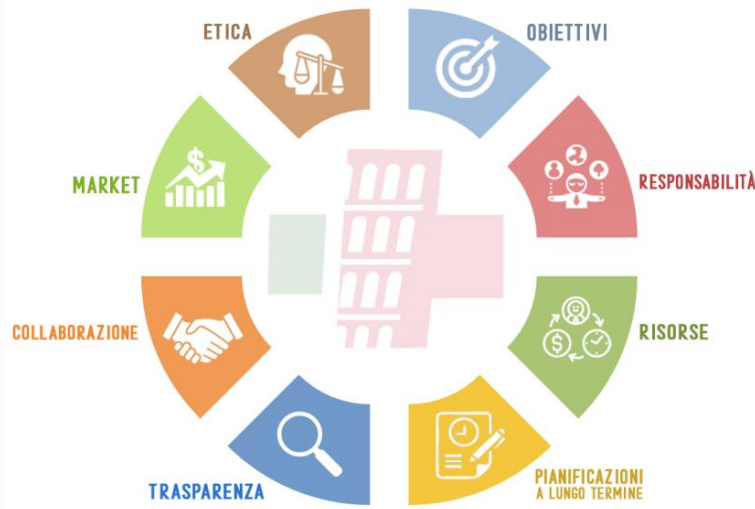 ETICA
OBIETTIVI
MARKET
RESPONSABILITÀ
COLLABORAZIONE
RISORSE
TRASPARENZA
PIANIFICAZIONI
A LUNGO TERMINE